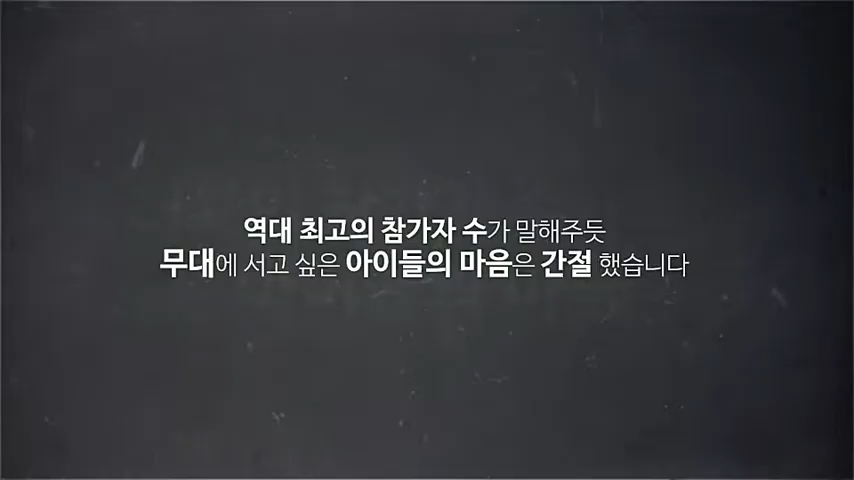 역대 최고의 참가자 수가 말해주듯
무대에 서고 싶은 아이들의 마음은 간절 했습니다